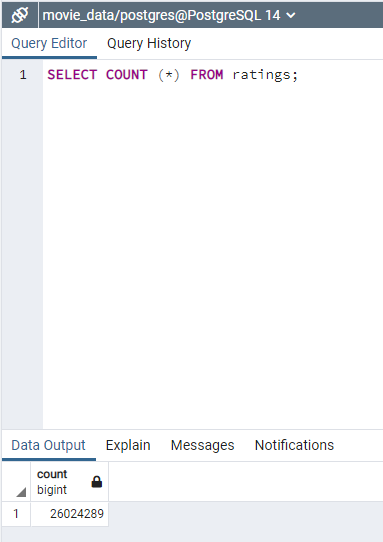 movie_data/postgres@PostgreSQL 14
Query Editor Query History
1 SELECT COUNT (*) FROM ratings;
Data Output Explain Messages Notifications
count
bigint
1 26024289